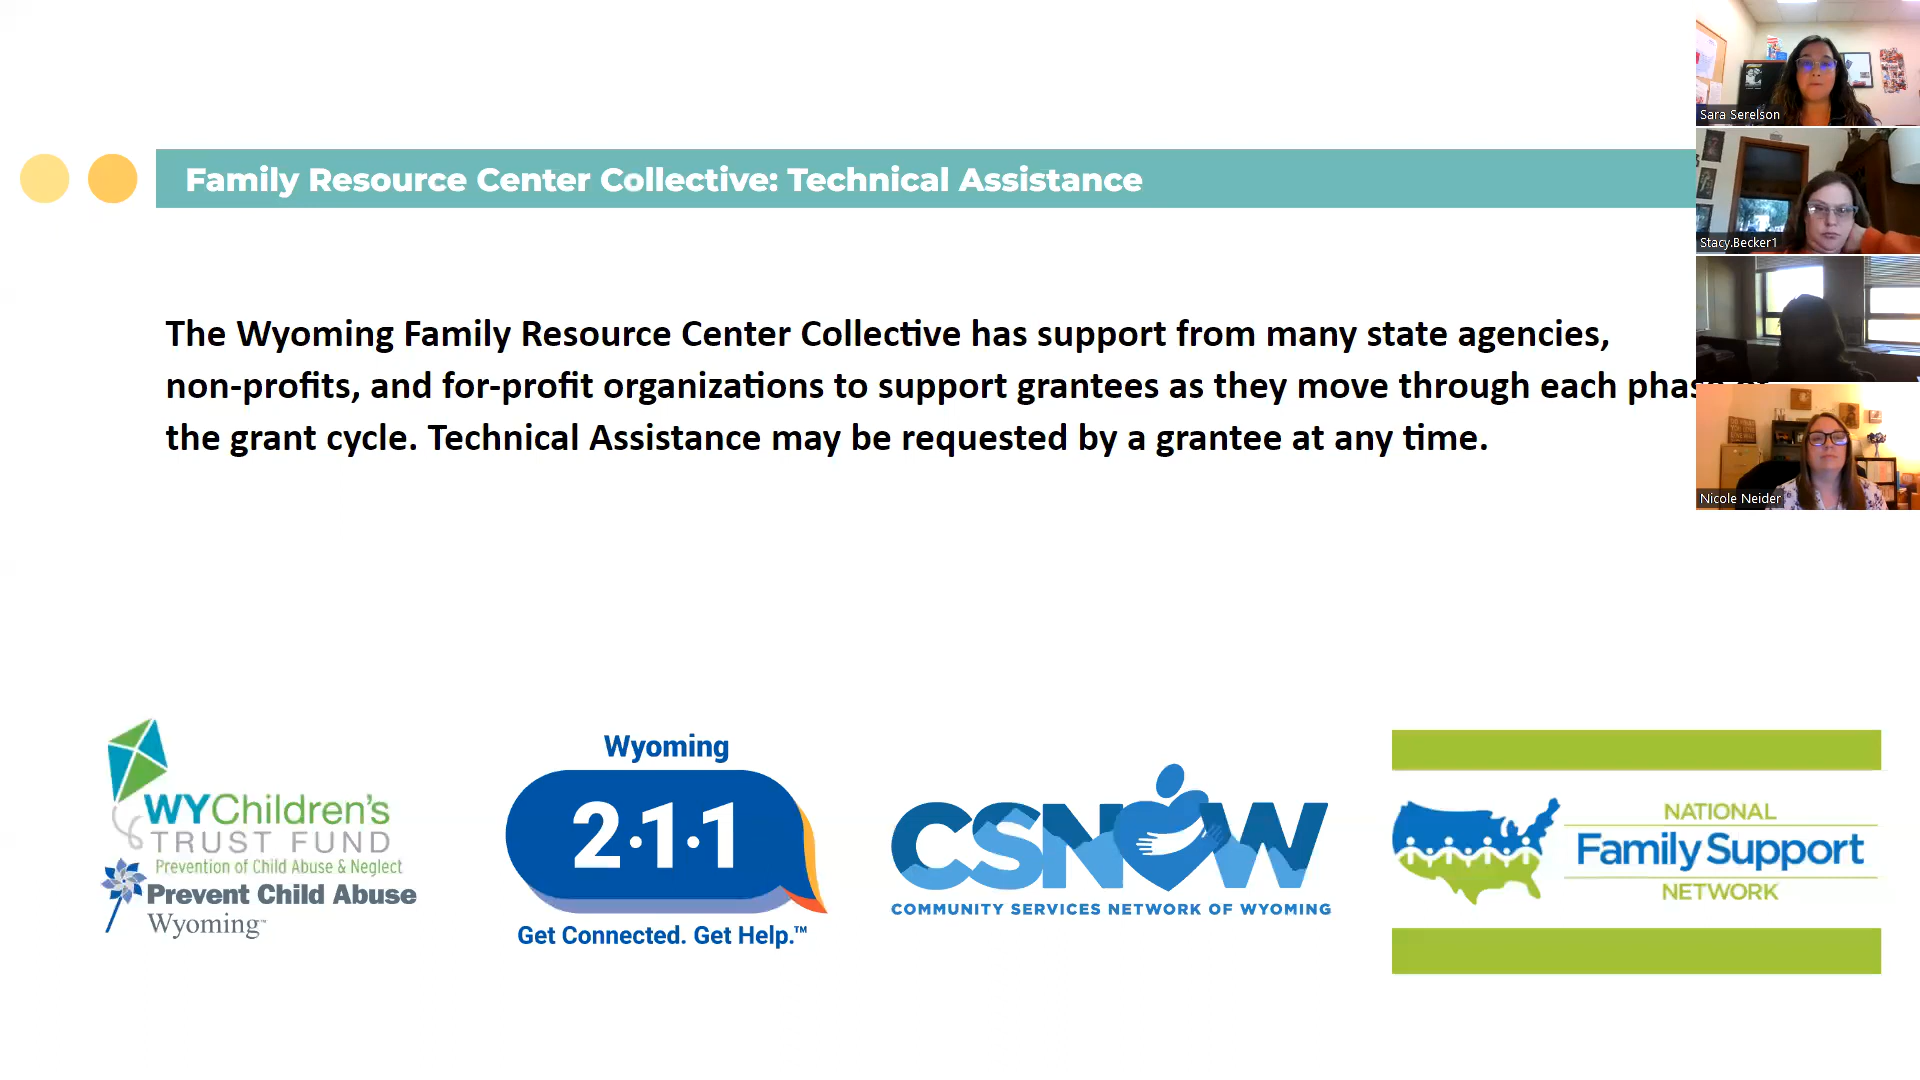 Family Resource Center Collective: Technical Assistance
The Wyoming Family Resource Center Collective has support from many state agencies,
non-profits, and for-profit organizations to support grantees as they move through each
the grant cycle. Technical Assistance may be requested by a grantee at any time.
Sara Serelson
Stacy.Becker1
Nicole Neider
WYChildren's
TRUST FUND
Prevention of Child Abuse & Neglect
Prevent Child Abuse
Wyoming™
Wyoming
2·1·1
Get Connected. Get Help.™
CSNOW
COMMUNITY SERVICES NETWORK OF WYOMING
NATIONAL
Family Support
NETWORK